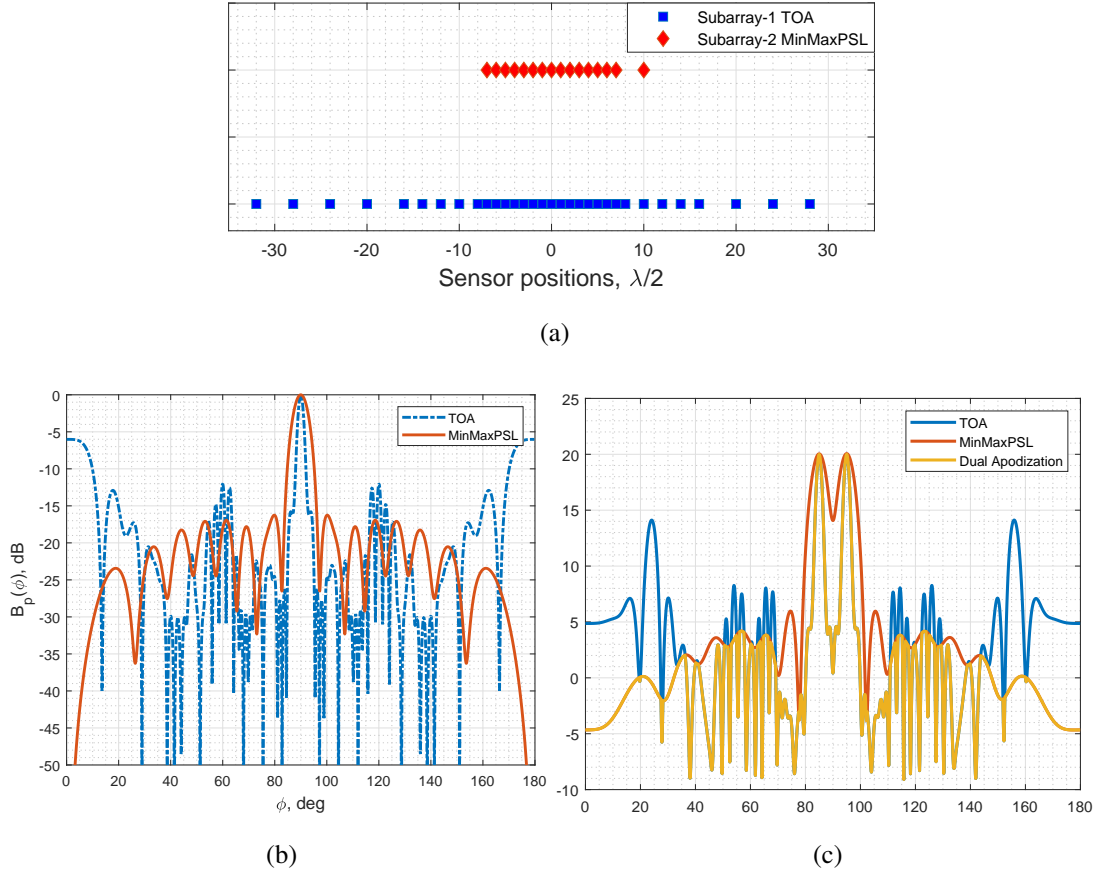 Subarray-1 TOA
Subarray-2 MinMaxPSL
-30 -20 -10 0 10 20 30
Sensor positions, λ/2
(a)
0
-5
-10
-15
-20
-25
-30
-35
-40
-45
-50
B_p(ϕ), dB
TOA
MinMaxPSL
0 20 40 60 80 100 120 140 160 180
ϕ, deg
(b)
25
20
15
10
5
0
-5
-10
TOA
MinMaxPSL
Dual Apodization
0 20 40 60 80 100 120 140 160 180
(c)